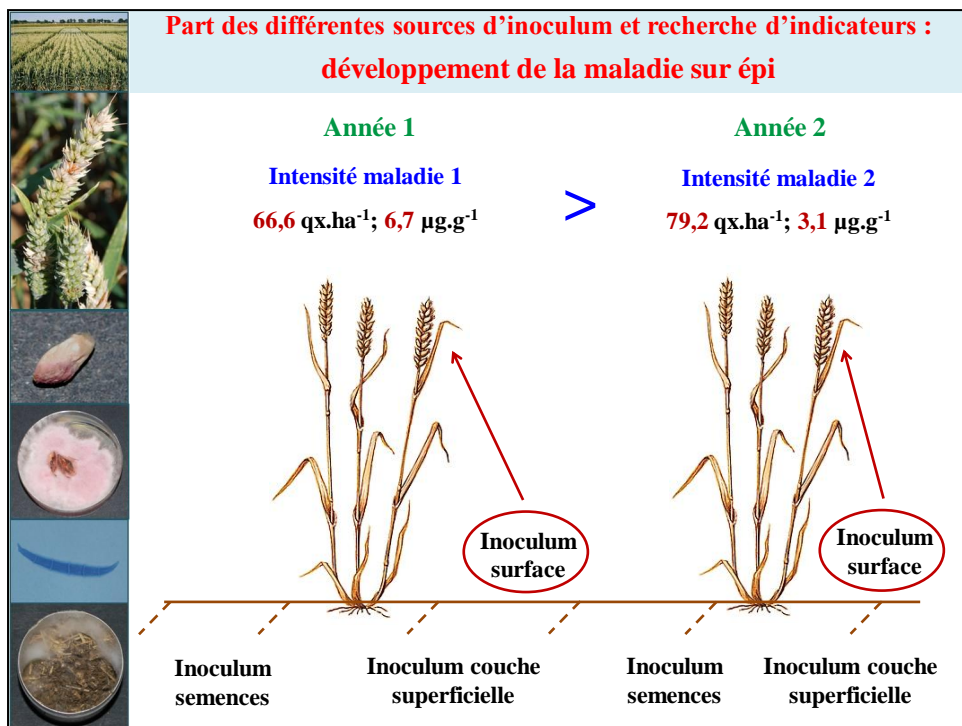 Part des différentes sources d’inoculum et recherche d’indicateurs :
développement de la maladie sur épi
Année 1
Intensité maladie 1
66,6 qx.ha⁻¹; 6,7 µg.g⁻¹
>
Année 2
Intensité maladie 2
79,2 qx.ha⁻¹; 3,1 µg.g⁻¹
Inoculum
surface
Inoculum
surface
Inoculum
semences
Inoculum couche
superficielle
Inoculum
semences
Inoculum couche
superficielle